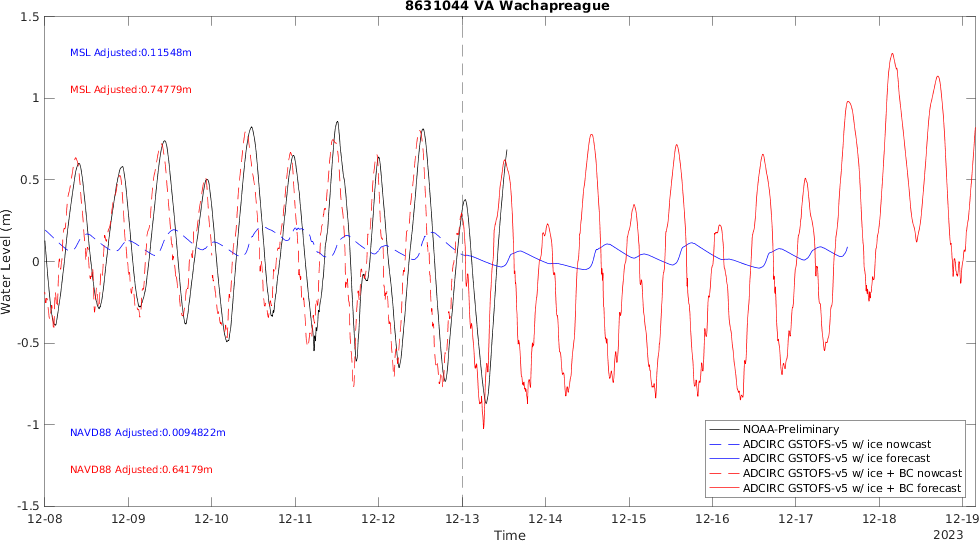 8631044 VA Wachapreague
1.5
1
0.5
0
-0.5
-1
-1.5
Water Level (m)
MSL Adjusted:0.11548m
MSL Adjusted:0.74779m
NAVD88 Adjusted:0.0094822m
NAVD88 Adjusted:0.64179m
NOAA-Preliminary
ADCIRC GSTOFS-v5 w/ ice nowcast
ADCIRC GSTOFS-v5 w/ ice forecast
ADCIRC GSTOFS-v5 w/ ice + BC nowcast
ADCIRC GSTOFS-v5 w/ ice + BC forecast
12-08 12-09 12-10 12-11 12-12 12-13 12-14 12-15 12-16 12-17 12-18 12-19
Time
2023